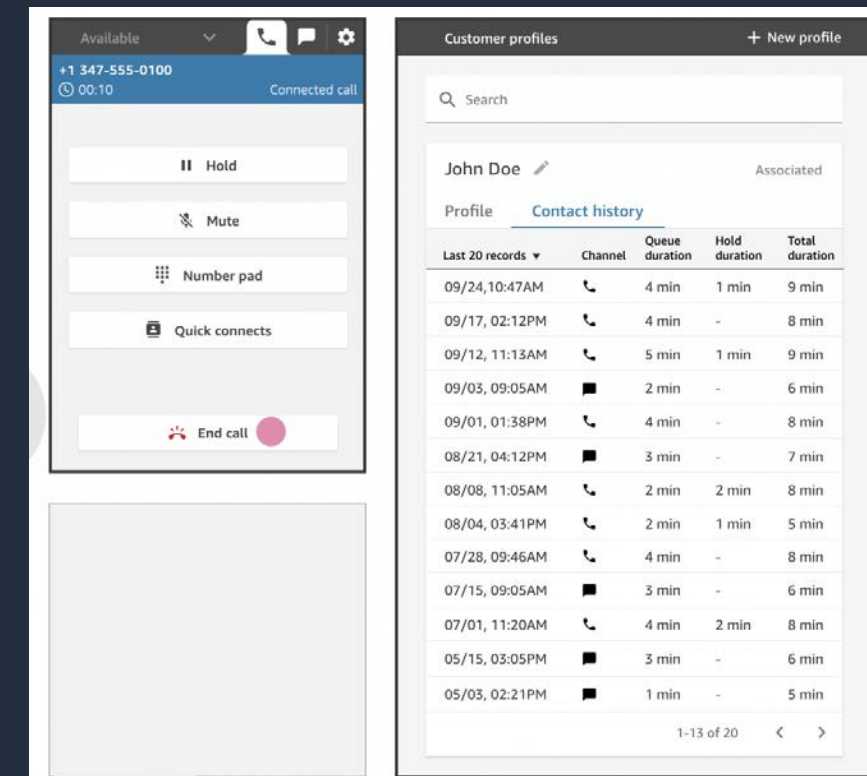 Available
+1 347-555-0100
00:10 Connected call
Hold
Mute
Number pad
Quick connects
End call
Customer profiles + New profile
Search
John Doe Associated
Profile Contact history
Last 20 records ▼ Channel Queue duration Hold duration Total duration
09/24,10:47AM 4 min 1 min 9 min
09/17, 02:12PM 4 min - 8 min
09/12, 11:13AM 5 min 1 min 9 min
09/03, 09:05AM 2 min - 6 min
09/01, 01:38PM 4 min - 8 min
08/21, 04:12PM 3 min - 7 min
08/08, 11:05AM 2 min 2 min 8 min
08/04, 03:41PM 2 min 1 min 5 min
07/28, 09:46AM 4 min - 8 min
07/15, 09:05AM 3 min - 6 min
07/01, 11:20AM 4 min 2 min 8 min
05/15, 03:05PM 3 min - 6 min
05/03, 02:21PM 1 min - 5 min
1-13 of 20 < >